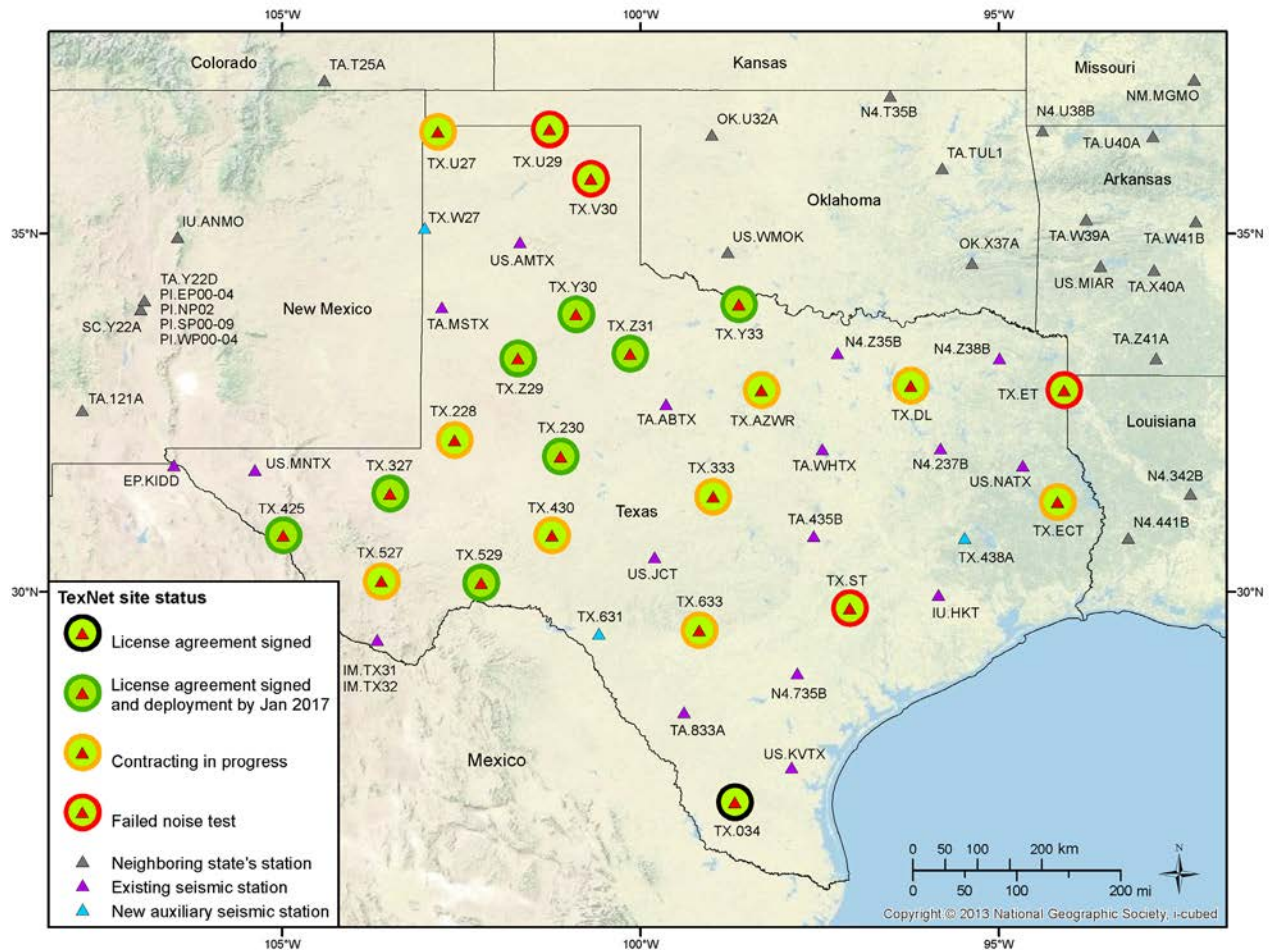 105°W
100°W
95°W
Colorado
TA.T25A
Kansas
Missouri
NM.MGMO
N4.T35B
N4.U38B
OK.U32A
TA.U40A
TX.U27
TX.U29
TA.TUL1
Arkansas
TX.V30
Oklahoma
IU.ANMO
TX.W27
35°N
US.WMOK
TA.W39A
TA.W41B
35°N
US.AMTX
OK.X37A
US.MIAR
TA.X40A
TA.Y22D
PI.EP00-04
PI.NP02
PI.SP00-09
PI.WP00-04
SC.Y22A
New Mexico
TX.Y30
TA.MSTX
TX.Z31
TX.Y33
N4.Z35B
N4.Z38B
TA.Z41A
TX.Z29
TX.ET
TA.121A
TX.228
TA.ABTX
TX.AZWR
TX.DL
Louisiana
TX.230
EP.KIDD
US.MNTX
TX.327
TX.333
TA.WHTX
N4.237B
US.NATX
N4.342B
TX.425
TX.430
Texas
TA.435B
TX.ECT
N4.441B
TX.527
TX.529
US.JCT
TX.438A
30°N
TX.ST
30°N
TX.631
TX.633
IU.HKT
IM.TX31
IM.TX32
N4.735B
TA.833A
Mexico
US.KVTX
TX.034
TexNet site status
License agreement signed
License agreement signed
and deployment by Jan 2017
Contracting in progress
Failed noise test
Neighboring state's station
Existing seismic station
New auxiliary seismic station
0 50 100 200 km
0 50 100 200 mi
N
Copyright:© 2013 National Geographic Society, i-cubed
105°W
100°W
95°W